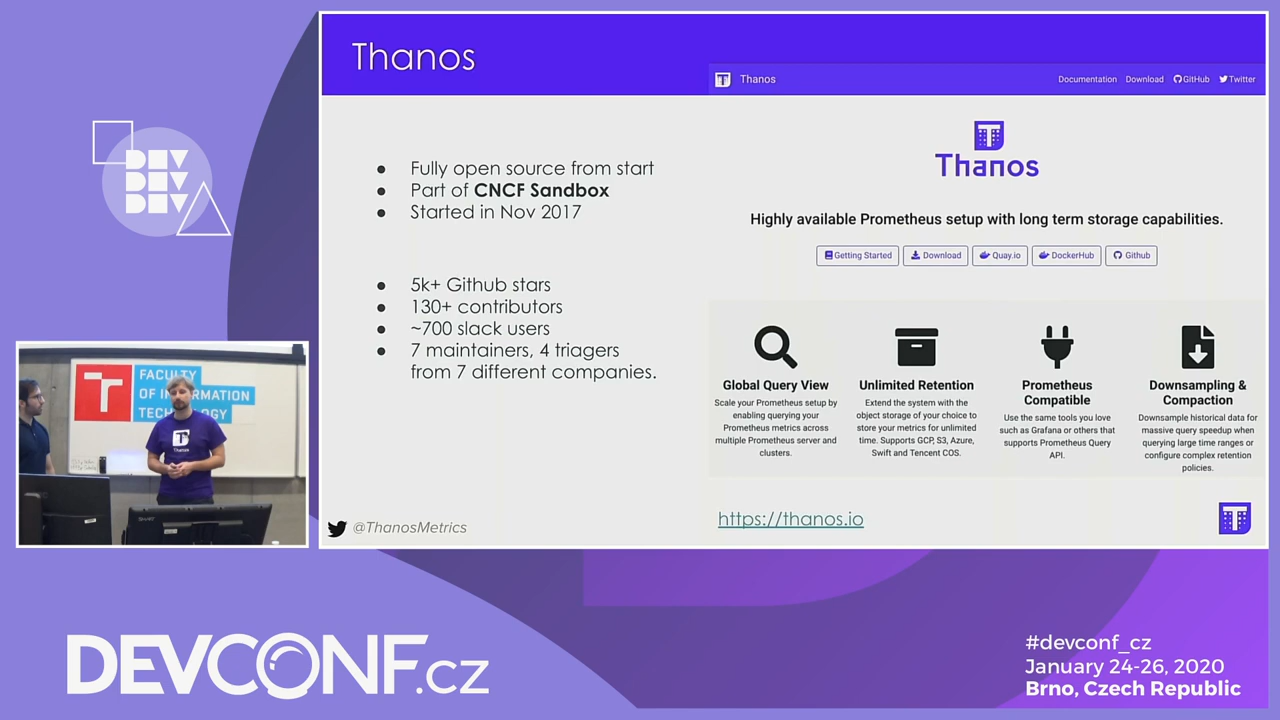 Thanos
Thanos
Documentation Download GitHub Twitter
Thanos
Highly available Prometheus setup with long term storage capabilities.
Getting Started Download Quay.io DockerHub Github
Fully open source from start
Part of CNCF Sandbox
Started in Nov 2017
5k+ Github stars
130+ contributors
~700 slack users
7 maintainers, 4 triagers
from 7 different companies.
Global Query View
Scale your Prometheus setup by
enabling querying your
Prometheus metrics across
multiple Prometheus server and
clusters.
Unlimited Retention
Extend the system with the
object storage of your choice to
store your metrics for unlimited
time. Supports GCP, S3, Azure,
Swift and Tencent COS.
Prometheus
Compatible
Use the same tools you love
such as Grafana or others that
supports Prometheus Query
API.
Downsampling &
Compaction
Downsample historical data for
massive query speedup when
querying large time ranges or
configure complex retention
policies.
@ThanosMetrics
https://thanos.io
DEV
DEV
DEV
FACULTY
OF INFORMATION
TECHNOLOGY
Thanos
DEVCONF.cz
#devconf_cz
January 24-26, 2020
Brno, Czech Republic